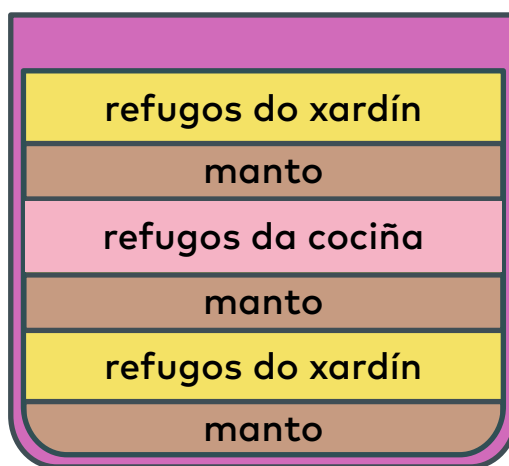 refugos do xardín
manto
refugos da cociña
manto
refugos do xardín
manto